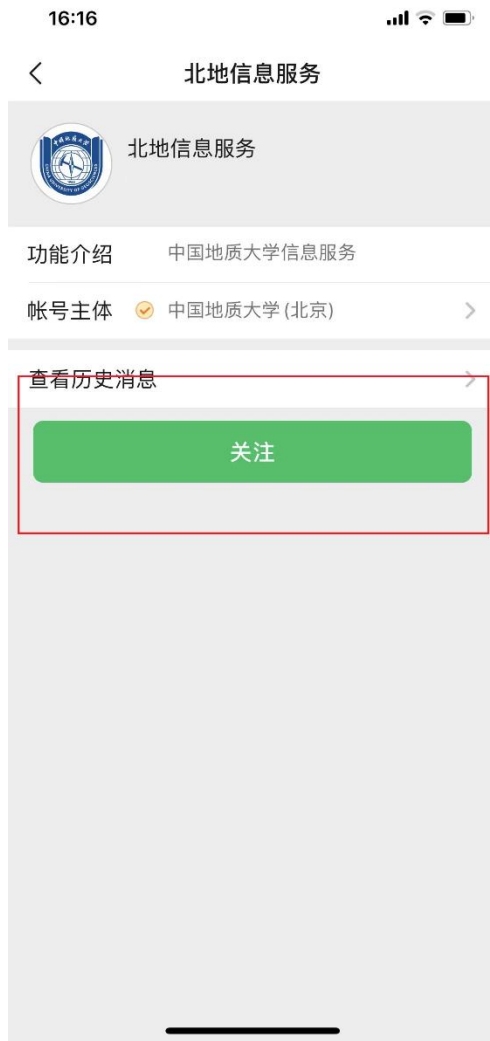 16:16
北地信息服务
北地信息服务
功能介绍 中国地质大学信息服务
帐号主体 中国地质大学 (北京)
查看历史消息
关注